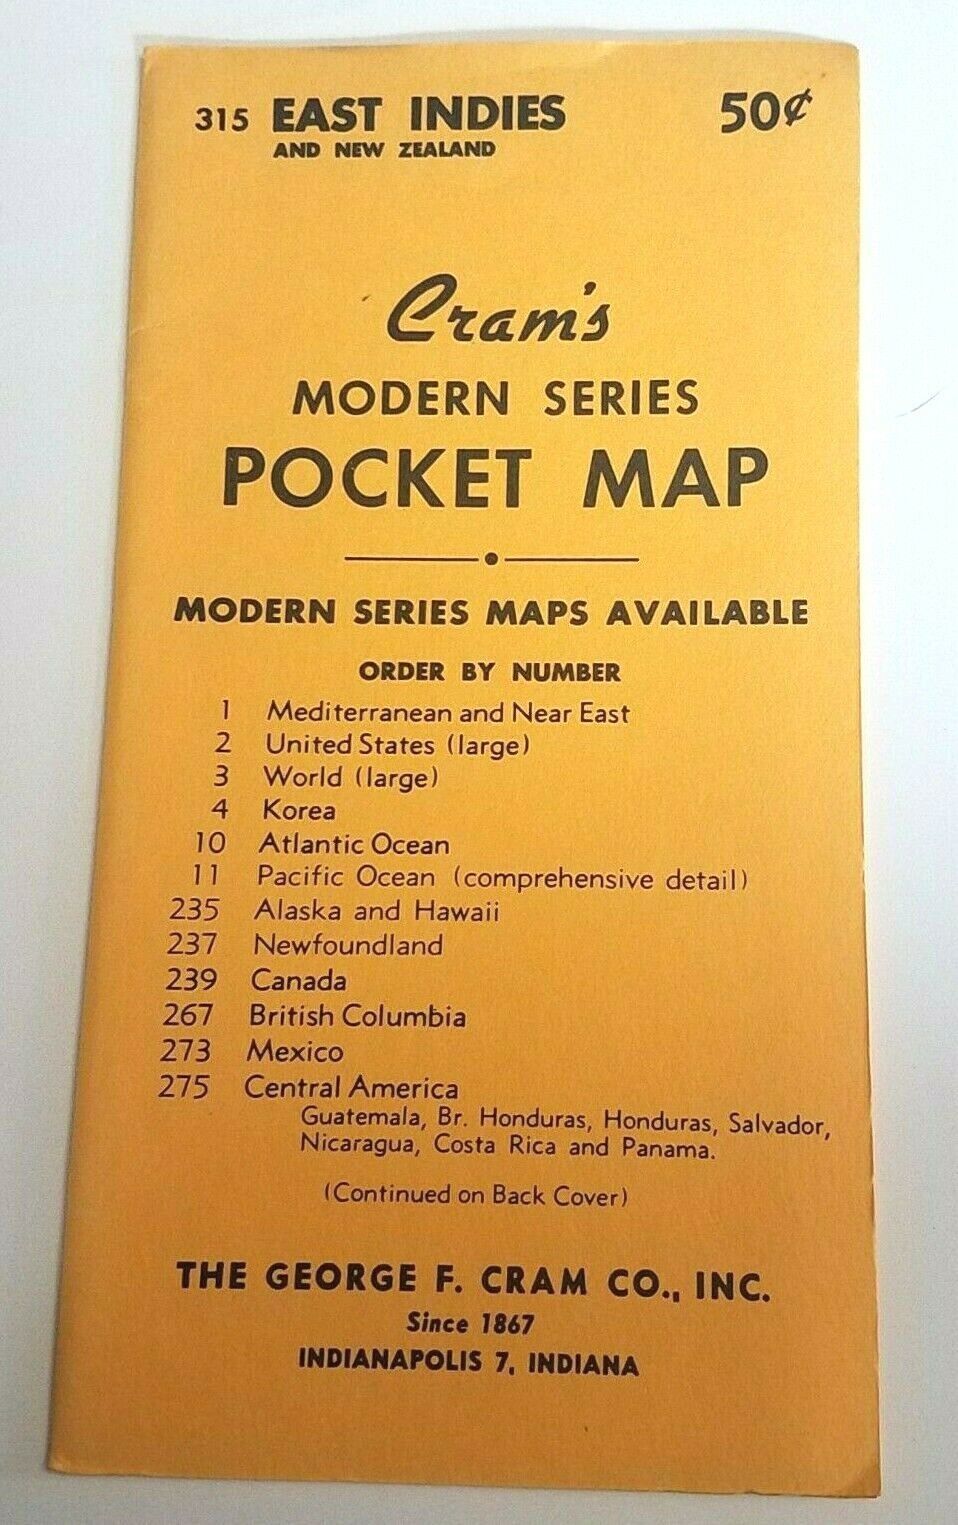 315 EAST INDIES 50¢
AND NEW ZEALAND
Cram's
MODERN SERIES
POCKET MAP
MODERN SERIES MAPS AVAILABLE
ORDER BY NUMBER
1 Mediterranean and Near East
2 United States (large)
3 World (large)
4 Korea
10 Atlantic Ocean
11 Pacific Ocean (comprehensive detail)
235 Alaska and Hawaii
237 Newfoundland
239 Canada
267 British Columbia
273 Mexico
275 Central America
Guatemala, Br. Honduras, Honduras, Salvador,
Nicaragua, Costa Rica and Panama.
(Continued on Back Cover)
THE GEORGE F. CRAM CO., INC.
Since 1867
INDIANAPOLIS 7, INDIANA